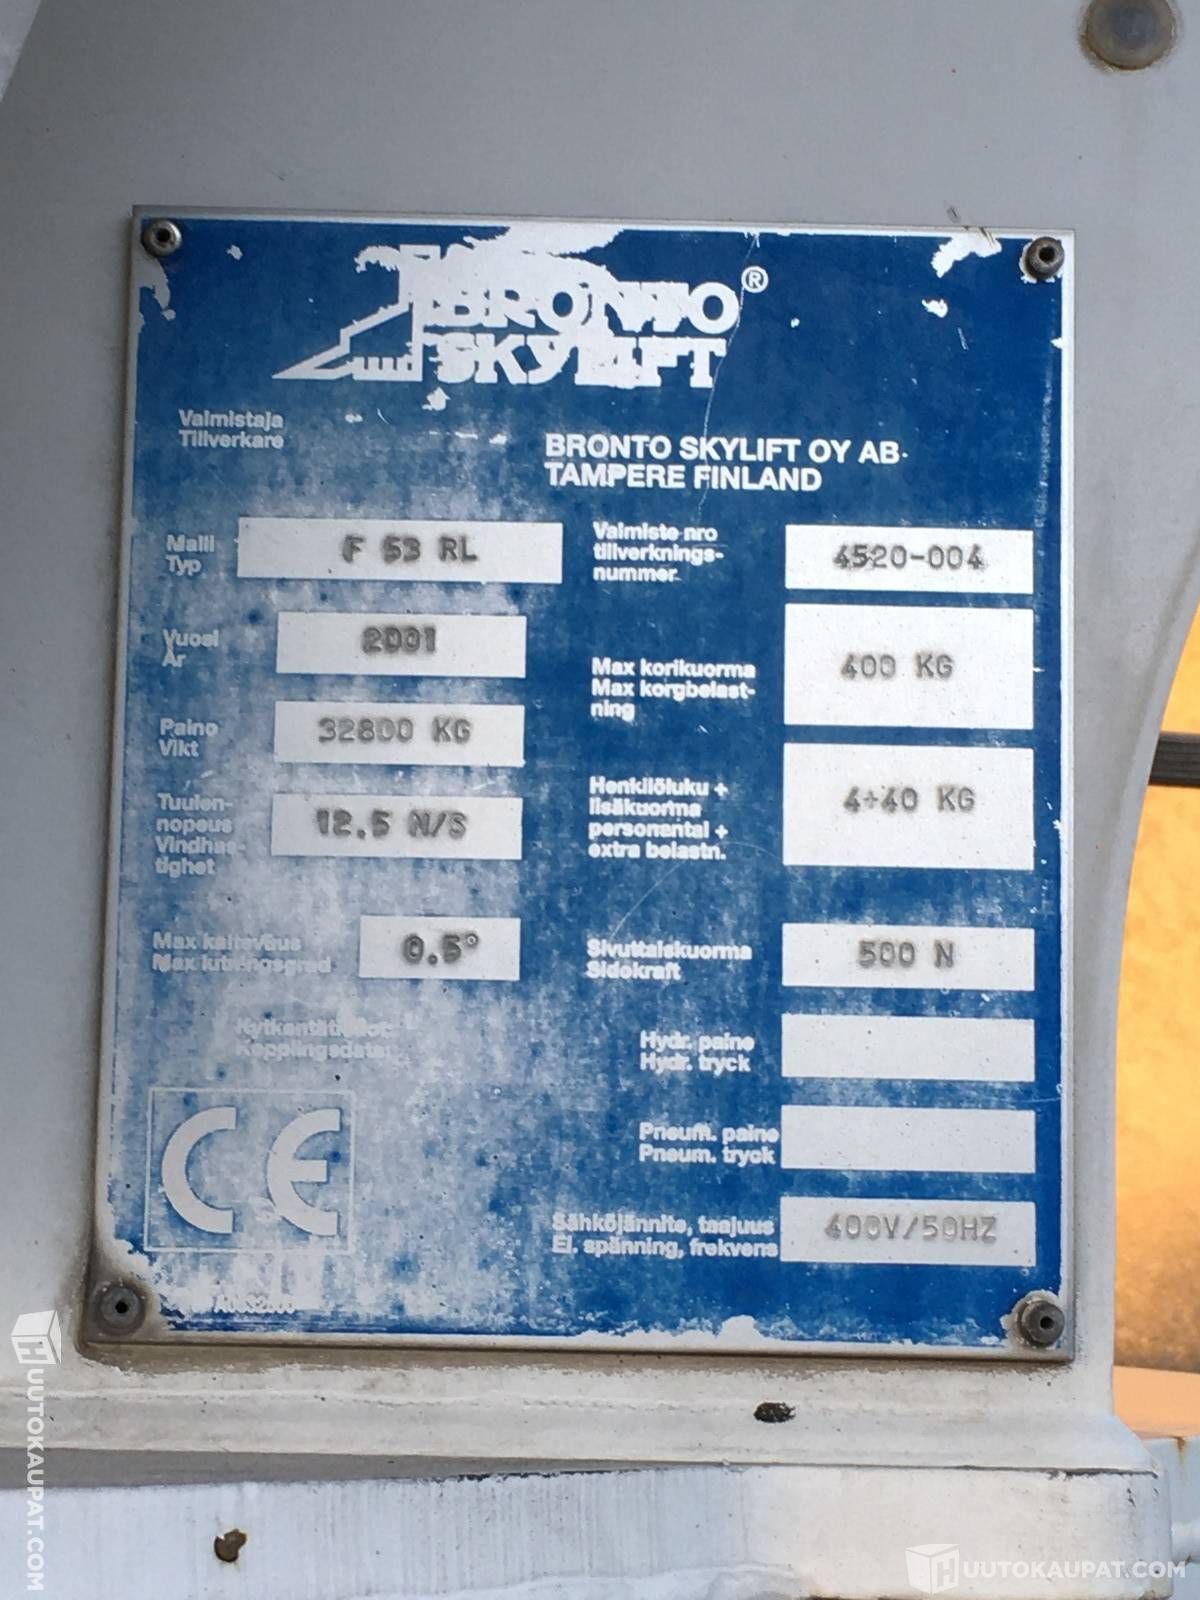 BRONTO ®
SKYLIFT
Valmistaja
Tillverkare
BRONTO SKYLIFT OY AB
TAMPERE FINLAND
Malli
Typ
F 53 RL
Valmiste nro
tillverknings-
nummer
4520-004
Vuosi
År
2001
Max korikuorma
Max korgbelast-
ning
400 KG
Paino
Vikt
32800 KG
Tuulen-
nopeus
Vindhas-
tighet
12.5 M/S
Henkilöluku +
lisäkuorma
personantal +
extra belastn.
4+40 KG
Max kaltevuus
Max lutningsgrad
0.5°
Sivuttaiskuorma
Sidokraft
500 N
Kytkentätiedot
Kopplingsdata
Hydr. paine
Hydr. tryck
Pneum. paine
Pneum. tryck
Sähköjännite, taajuus
El. spänning, frekvens
400V/50HZ
CE
HUUTOKAUPAT.COM
HUUTOKAUPAT.COM